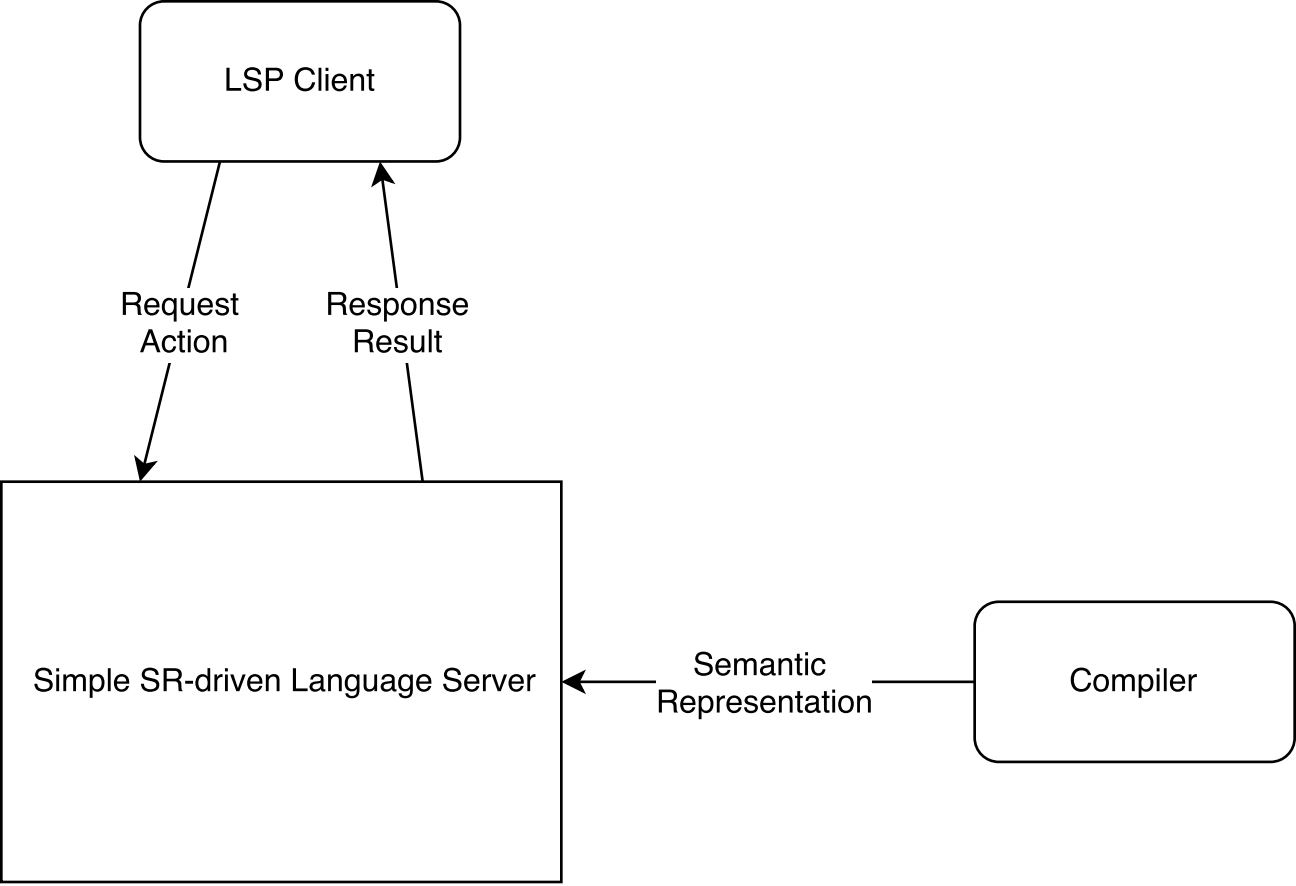 LSP Client
Request
Action
Response
Result
Simple SR-driven Language Server
Semantic
Representation
Compiler